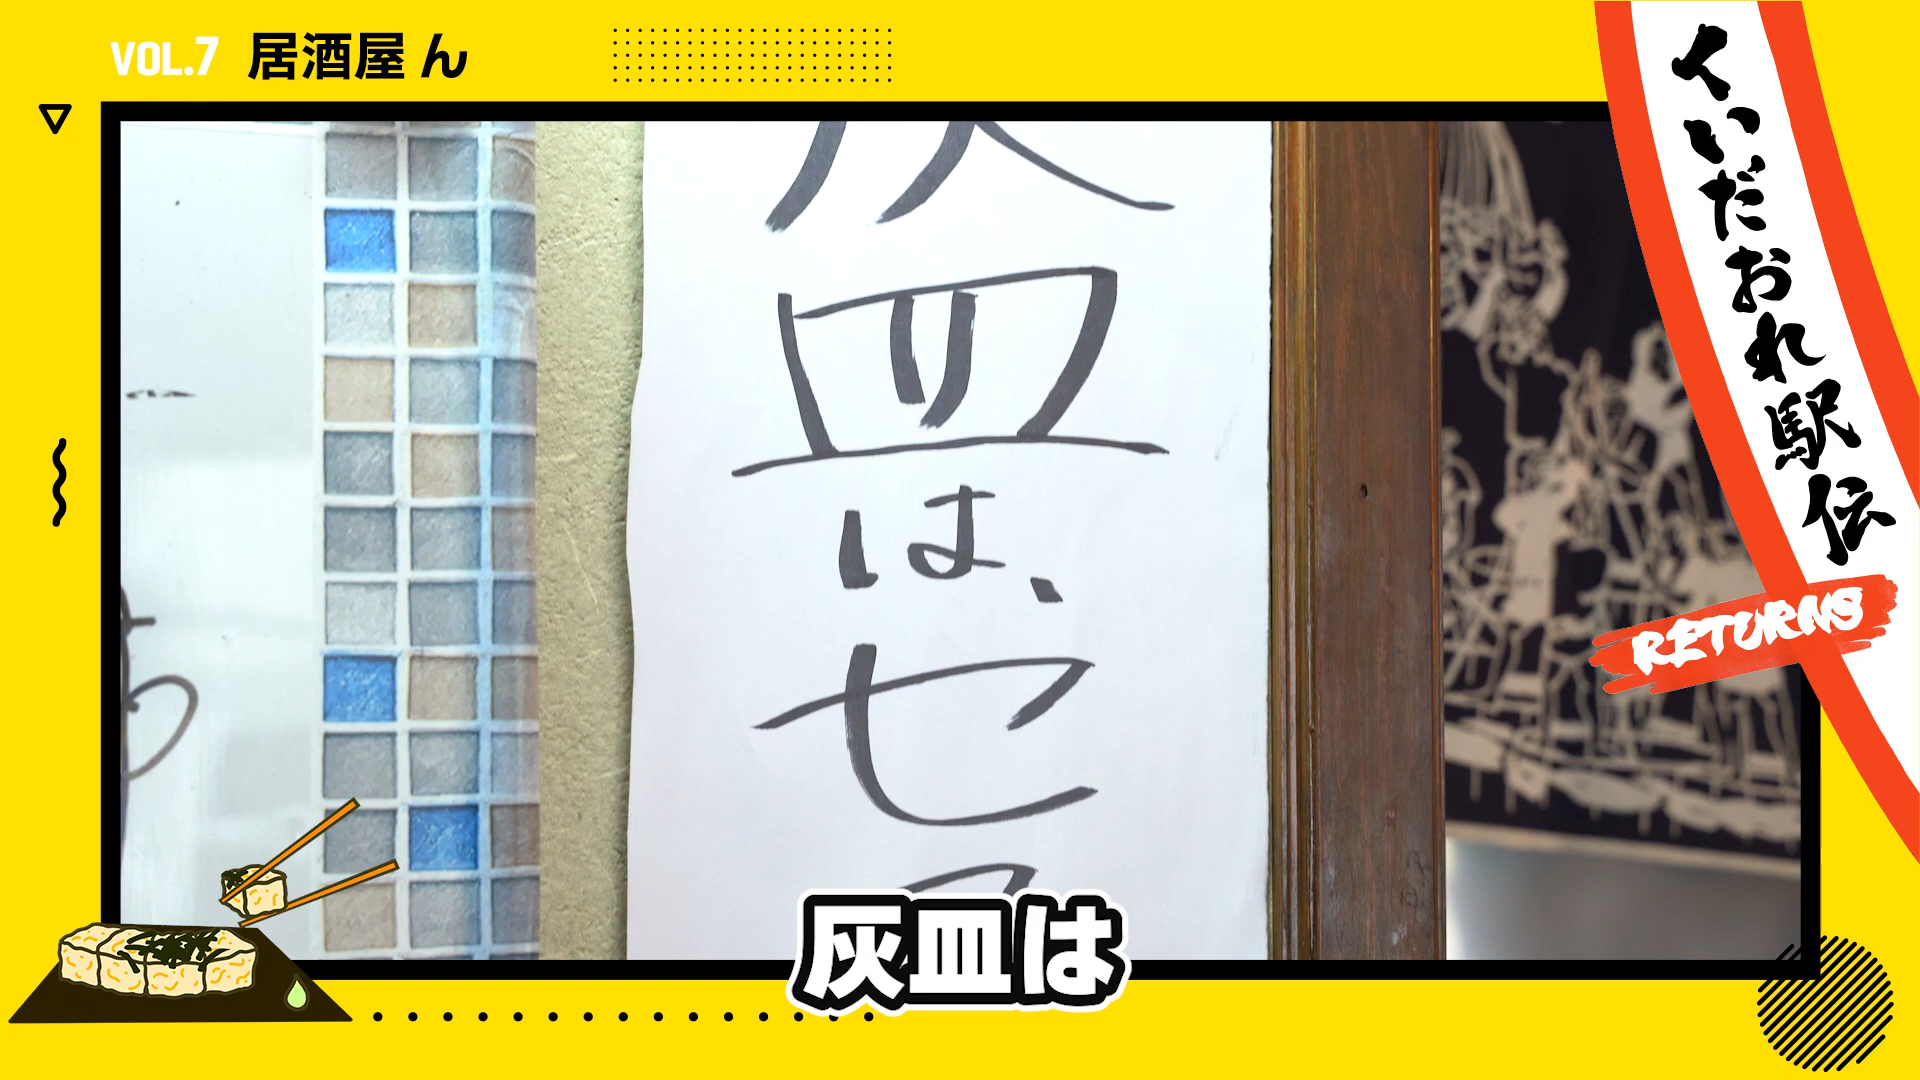 VOL.7 居酒屋 ん
くいだおれ駅伝
RETURNS
灰
皿
は、
セ
灰皿は